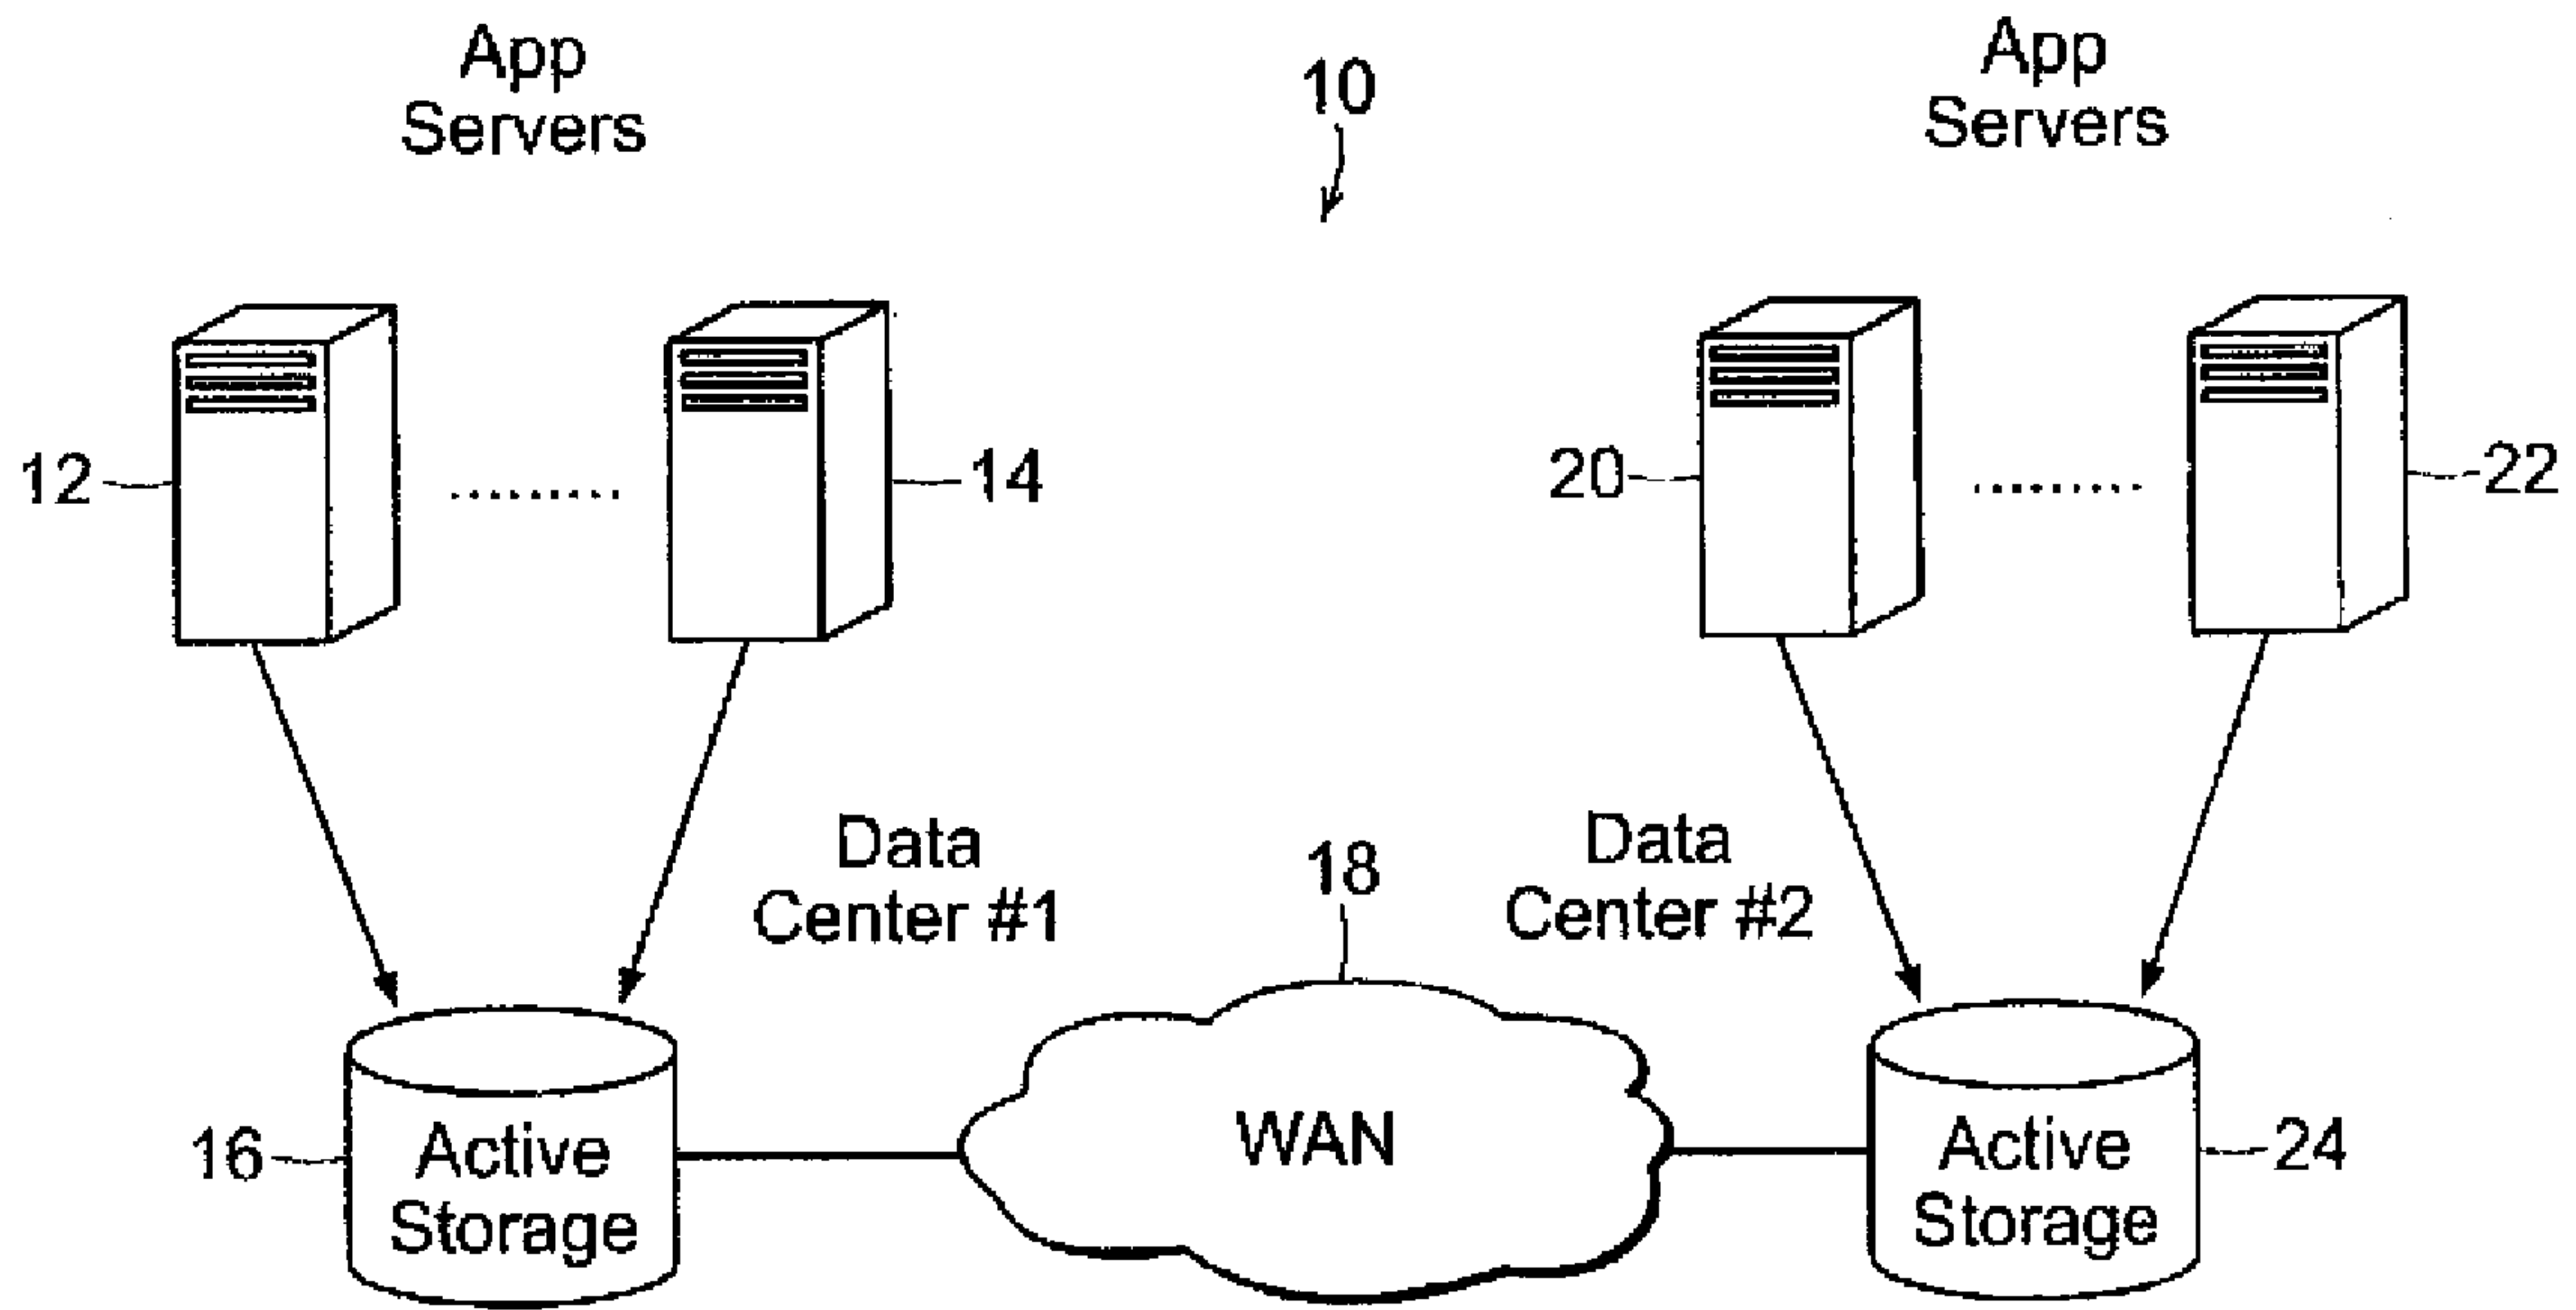 App
Servers
10
App
Servers
12
14
20
22
Data
Center #1
18
Data
Center #2
16
Active
Storage
WAN
Active
Storage
24